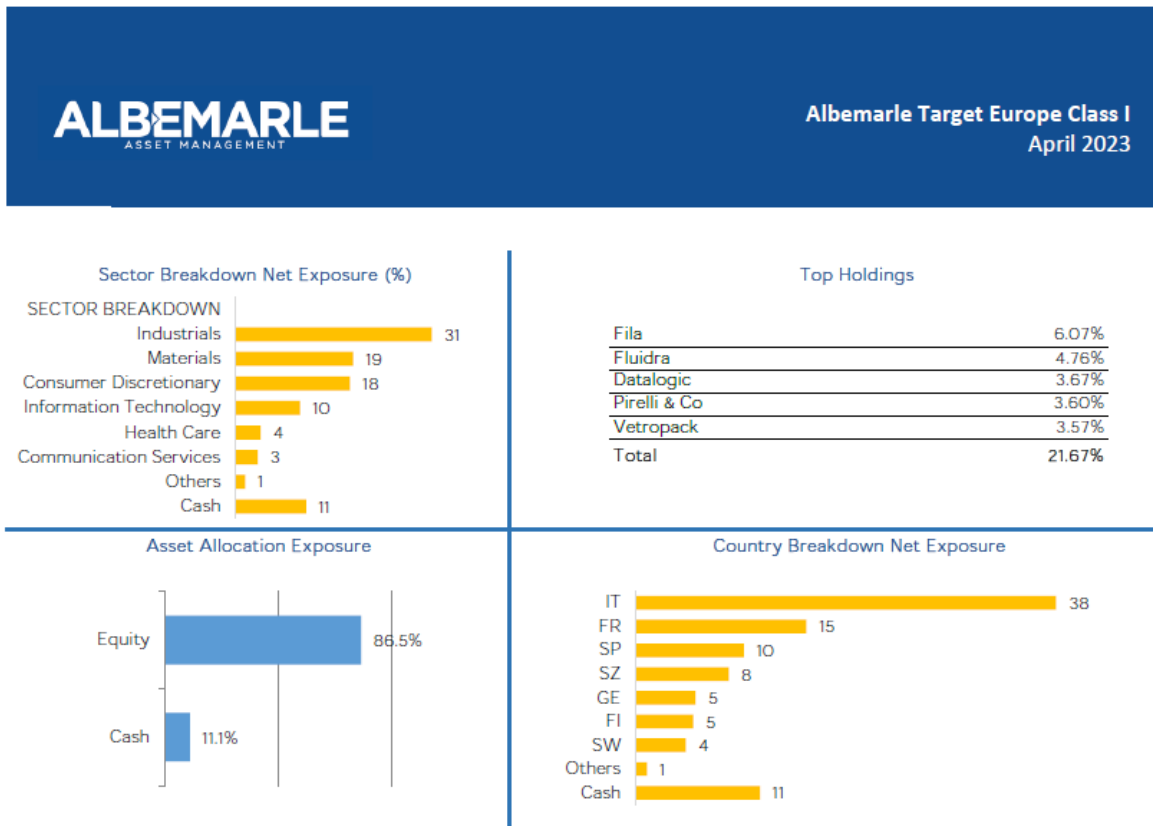 ALBEMARLE
ASSET MANAGEMENT
Albemarle Target Europe Class I
April 2023
Sector Breakdown Net Exposure (%)
SECTOR BREAKDOWN
Industrials 31
Materials 19
Consumer Discretionary 18
Information Technology 10
Health Care 4
Communication Services 3
Others 1
Cash 11
Top Holdings
Fila 6.07%
Fluidra 4.76%
Datalogic 3.67%
Pirelli & Co 3.60%
Vetropack 3.57%
Total 21.67%
Asset Allocation Exposure
Equity 86.5%
Cash 11.1%
Country Breakdown Net Exposure
IT 38
FR 15
SP 10
SZ 8
GE 5
FI 5
SW 4
Others 1
Cash 11